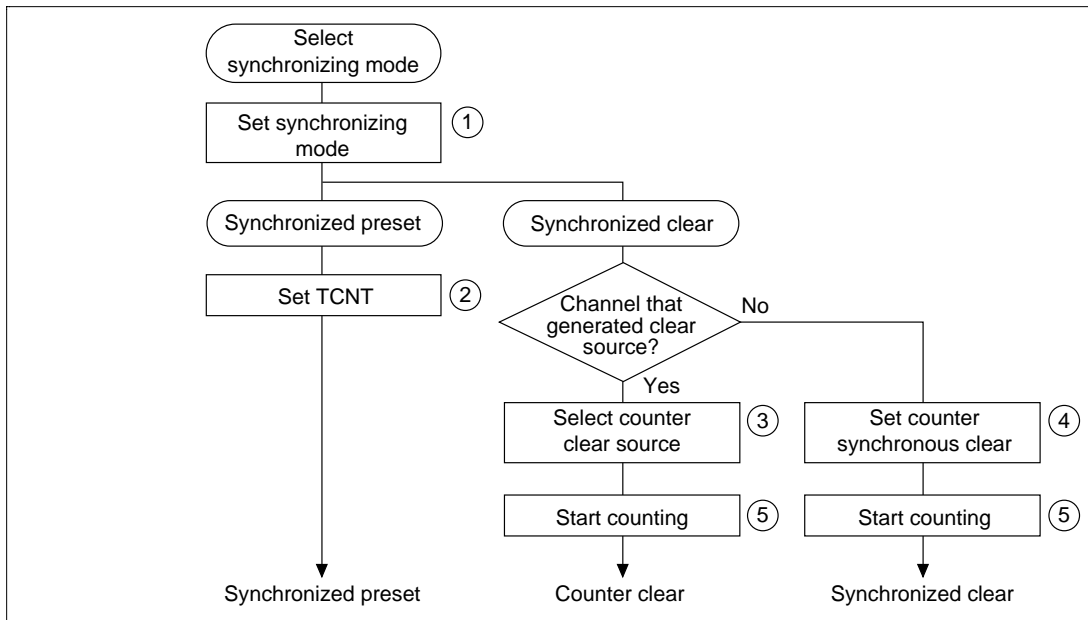 Select
synchronizing mode
Set synchronizing
mode
1
Synchronized preset
Synchronized clear
Set TCNT
2
Channel that
generated clear
source?
No
Yes
Select counter
clear source
3
Set counter
synchronous clear
4
Start counting
5
Start counting
5
Synchronized preset
Counter clear
Synchronized clear